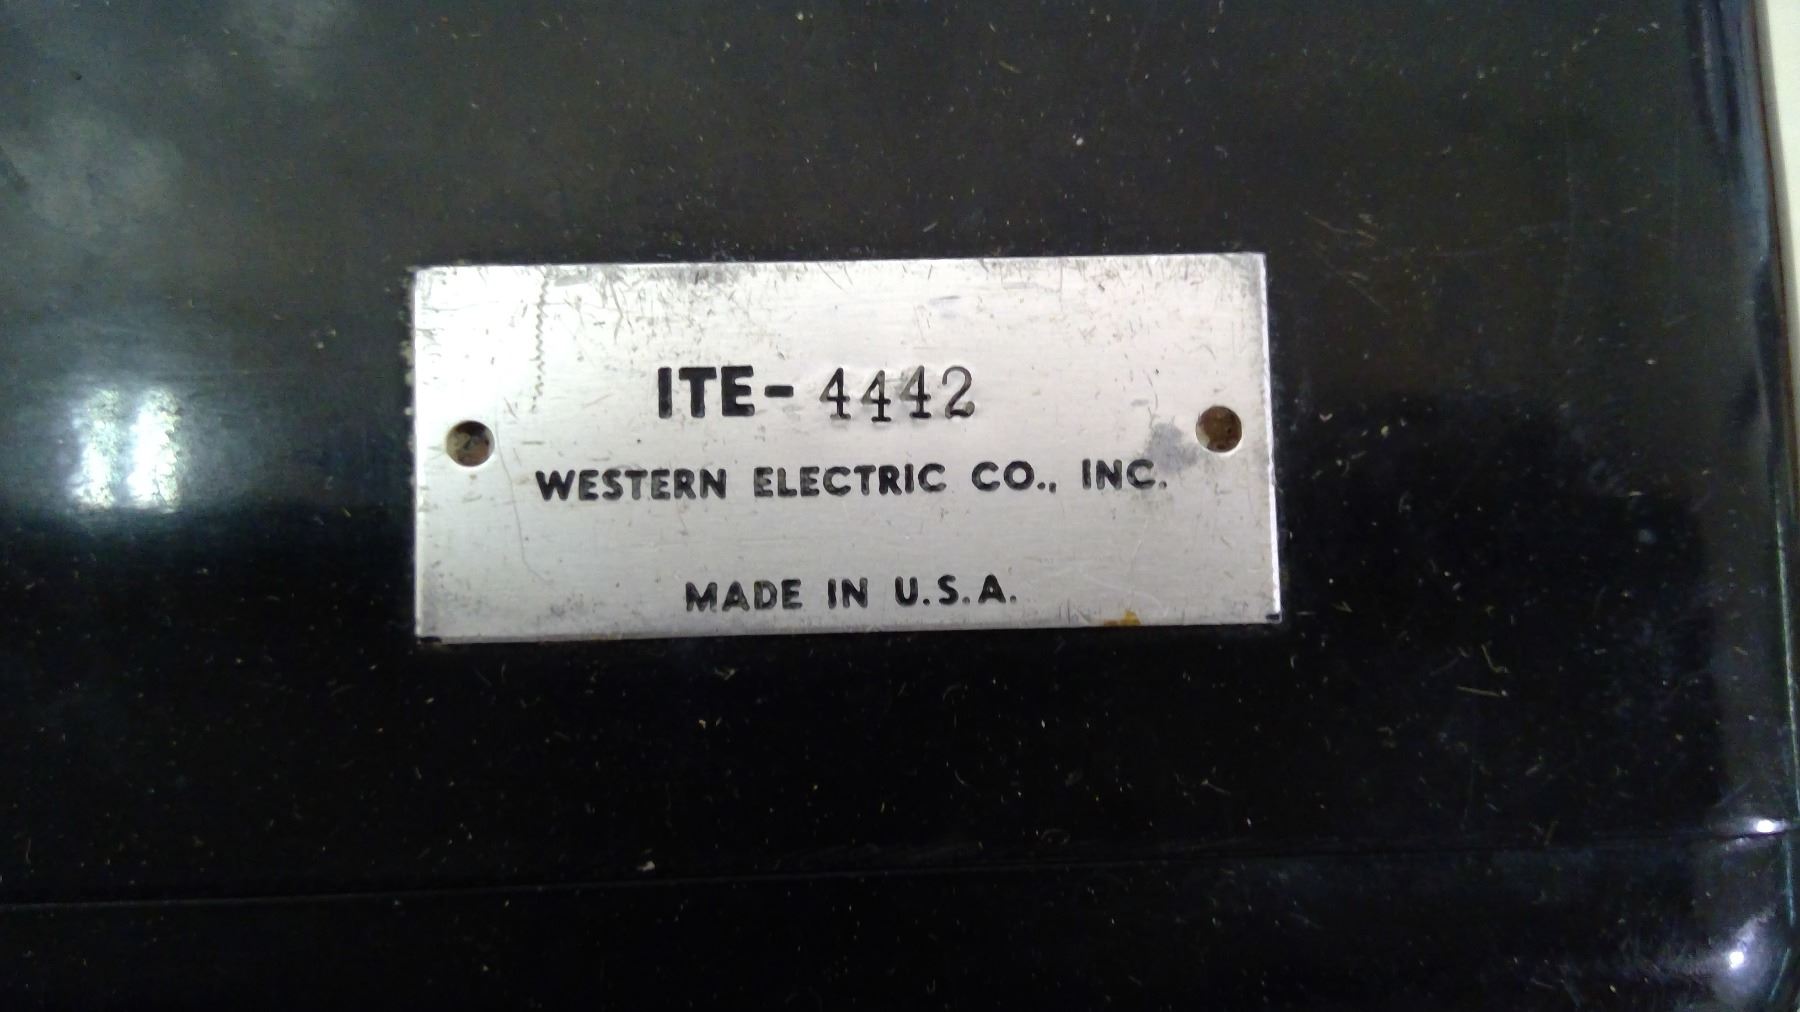 ITE- 4442
WESTERN ELECTRIC CO., INC.
MADE IN U.S.A.